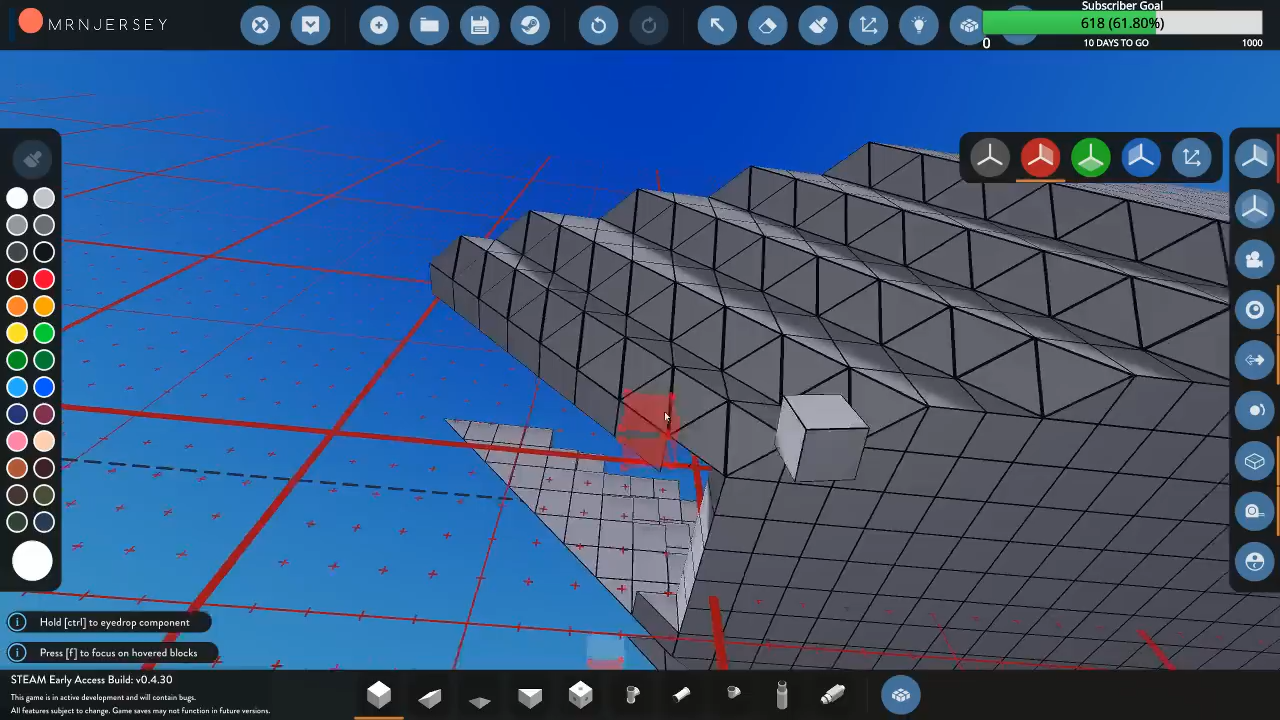 MRNJERSEY
Subscriber Goal
618 (61.80%)
0
10 DAYS TO GO
1000
Hold [ctrl] to eyedrop component
Press [f] to focus on hovered blocks
STEAM Early Access Build: v0.4.30
This game is in active development and will contain bugs.
All features subject to change. Game saves may not function in future versions.